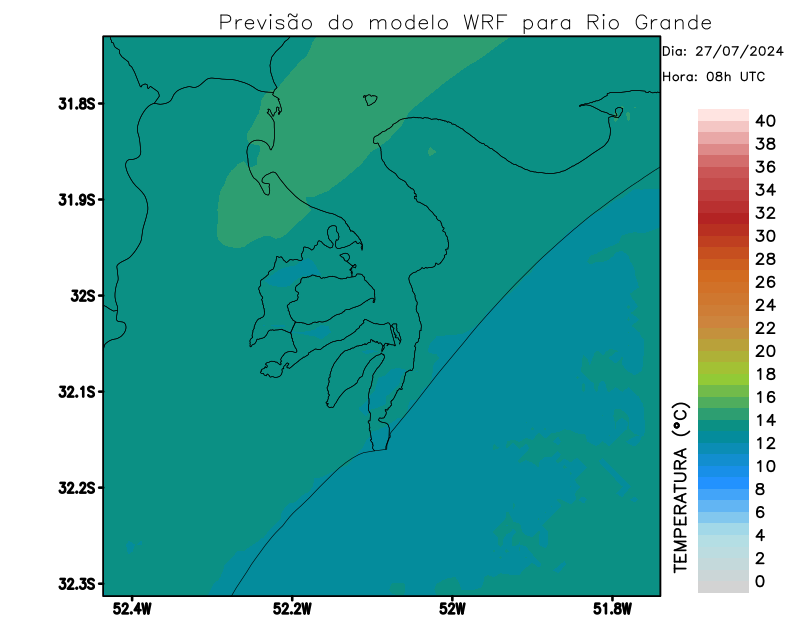 Previsão do modelo WRF para Rio Grande
Dia: 27/07/2024
Hora: 08h UTC
31.8S
31.9S
32S
32.1S
32.2S
32.3S
52.4W
52.2W
52W
51.8W
TEMPERATURA (°C)
40
38
36
34
32
30
28
26
24
22
20
18
16
14
12
10
8
6
4
2
0